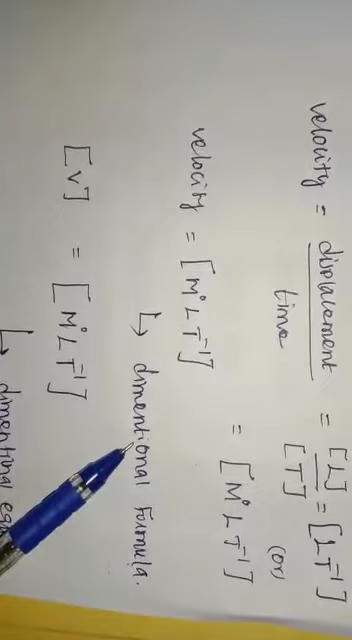 velocity = displacement / time = [L] / [T] = [LT⁻¹]
(or)
= [M⁰LT⁻¹]
velocity = [M⁰LT⁻¹]
↳ dimentional Formula.
[v] = [M⁰LT⁻¹]
↳ dimentional